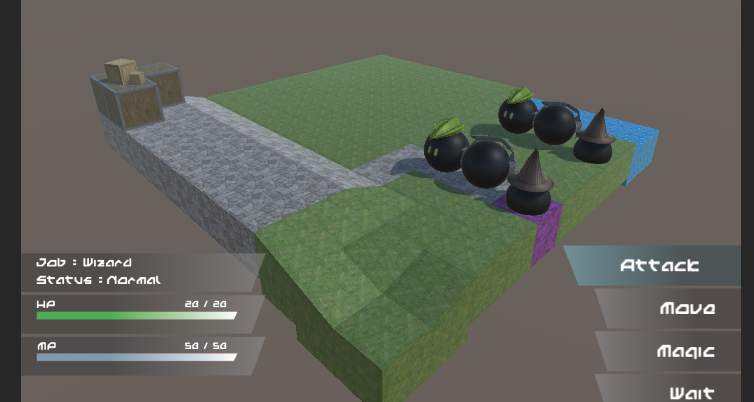 Job : Wizard
Status : Normal
HP 20 / 20
MP 50 / 50
Attack
Move
Magic
Wait